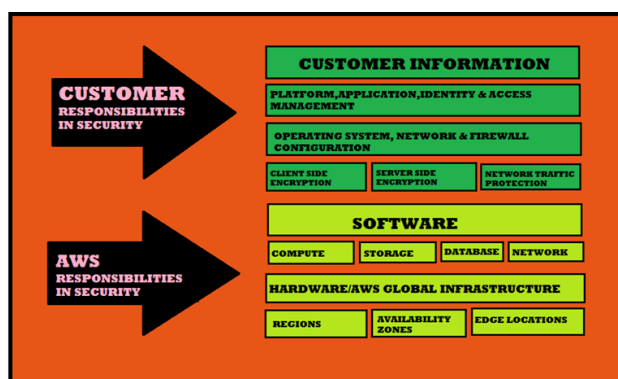 CUSTOMER
RESPONSIBILITIES
IN SECURITY
CUSTOMER INFORMATION
PLATFORM,APPLICATION,IDENTITY & ACCESS
MANAGEMENT
OPERATING SYSTEM, NETWORK & FIREWALL
CONFIGURATION
CLIENT SIDE
ENCRYPTION
SERVER SIDE
ENCRYPTION
NETWORK TRAFFIC
PROTECTION
AWS
RESPONSIBILITIES
IN SECURITY
SOFTWARE
COMPUTE
STORAGE
DATABASE
NETWORK
HARDWARE/AWS GLOBAL INFRASTRUCTURE
REGIONS
AVAILABILITY
ZONES
EDGE LOCATIONS